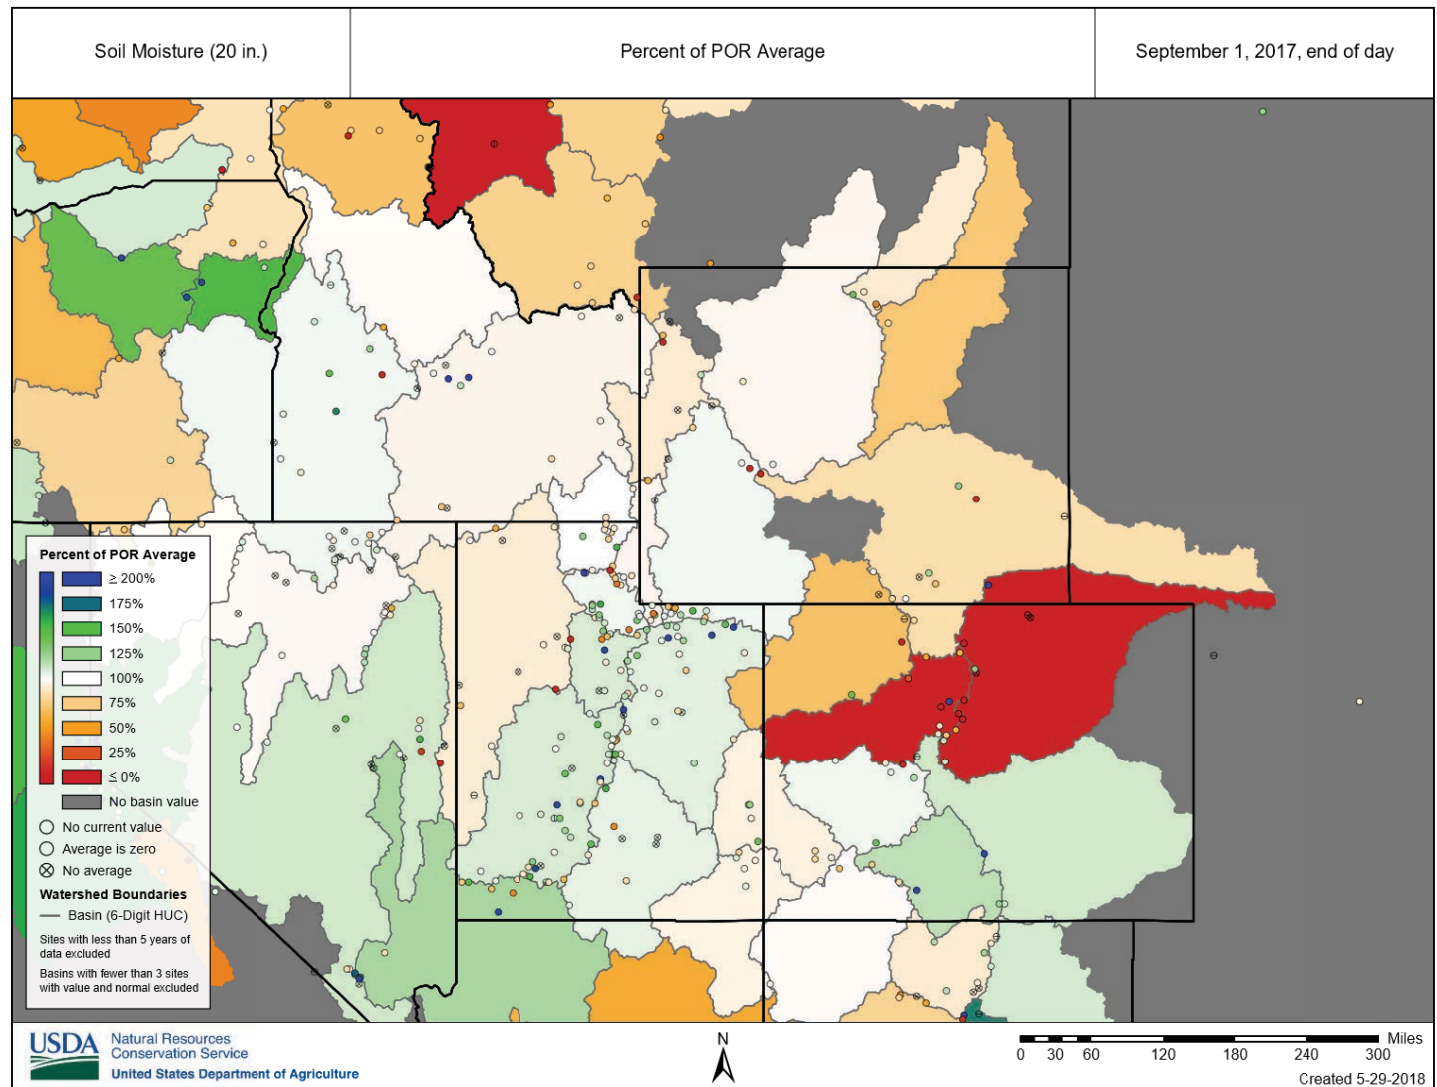 Soil Moisture (20 in.)
Percent of POR Average
September 1, 2017, end of day
Percent of POR Average
≥ 200%
175%
150%
125%
100%
75%
50%
25%
≤ 0%
No basin value
No current value
Average is zero
No average
Watershed Boundaries
Basin (6-Digit HUC)
Sites with less than 5 years of
data excluded
Basins with fewer than 3 sites
with value and normal excluded
USDA
Natural Resources
Conservation Service
United States Department of Agriculture
N
Miles
0 30 60 120 180 240 300
Created 5-29-2018